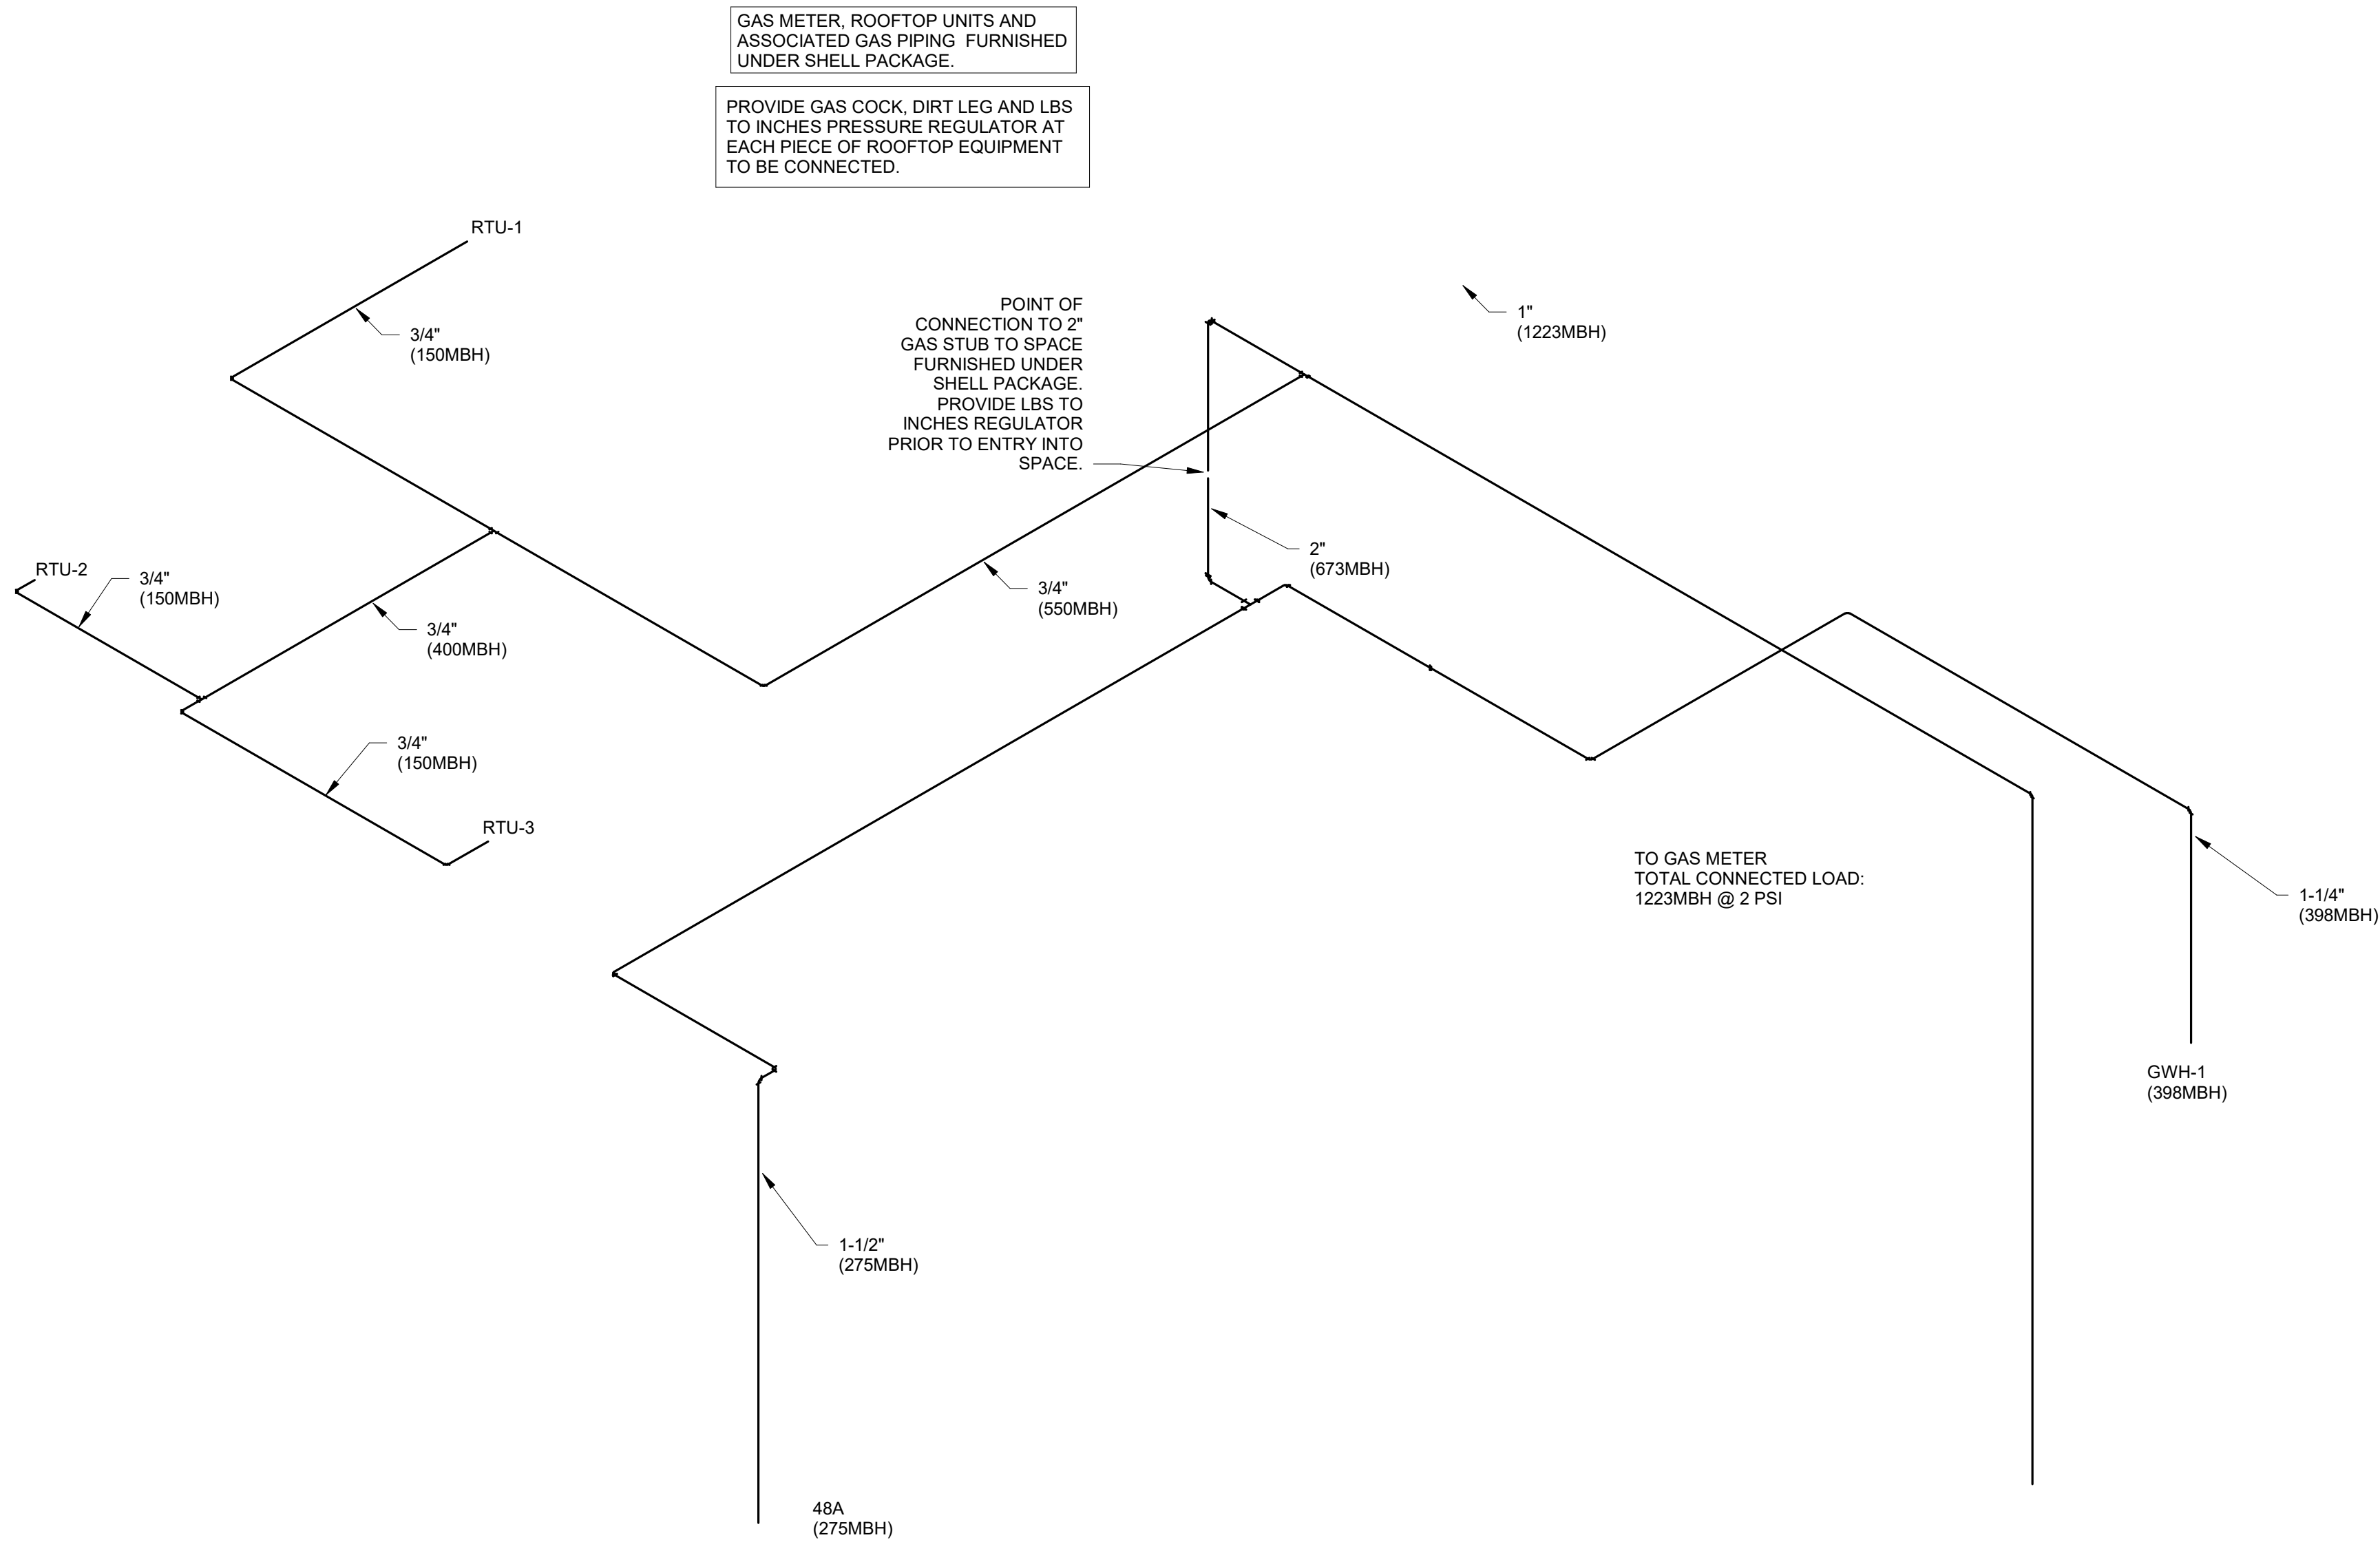 GAS METER, ROOFTOP UNITS AND
ASSOCIATED GAS PIPING  FURNISHED
UNDER SHELL PACKAGE.
PROVIDE GAS COCK, DIRT LEG AND LBS
TO INCHES PRESSURE REGULATOR AT
EACH PIECE OF ROOFTOP EQUIPMENT
TO BE CONNECTED.
RTU-1
3/4"
(150MBH)
POINT OF
CONNECTION TO 2"
GAS STUB TO SPACE
FURNISHED UNDER
SHELL PACKAGE.
PROVIDE LBS TO
INCHES REGULATOR
PRIOR TO ENTRY INTO
SPACE.
1"
(1223MBH)
RTU-2
3/4"
(150MBH)
3/4"
(400MBH)
3/4"
(550MBH)
2"
(673MBH)
3/4"
(150MBH)
RTU-3
TO GAS METER
TOTAL CONNECTED LOAD:
1223MBH @ 2 PSI
1-1/4"
(398MBH)
GWH-1
(398MBH)
1-1/2"
(275MBH)
48A
(275MBH)